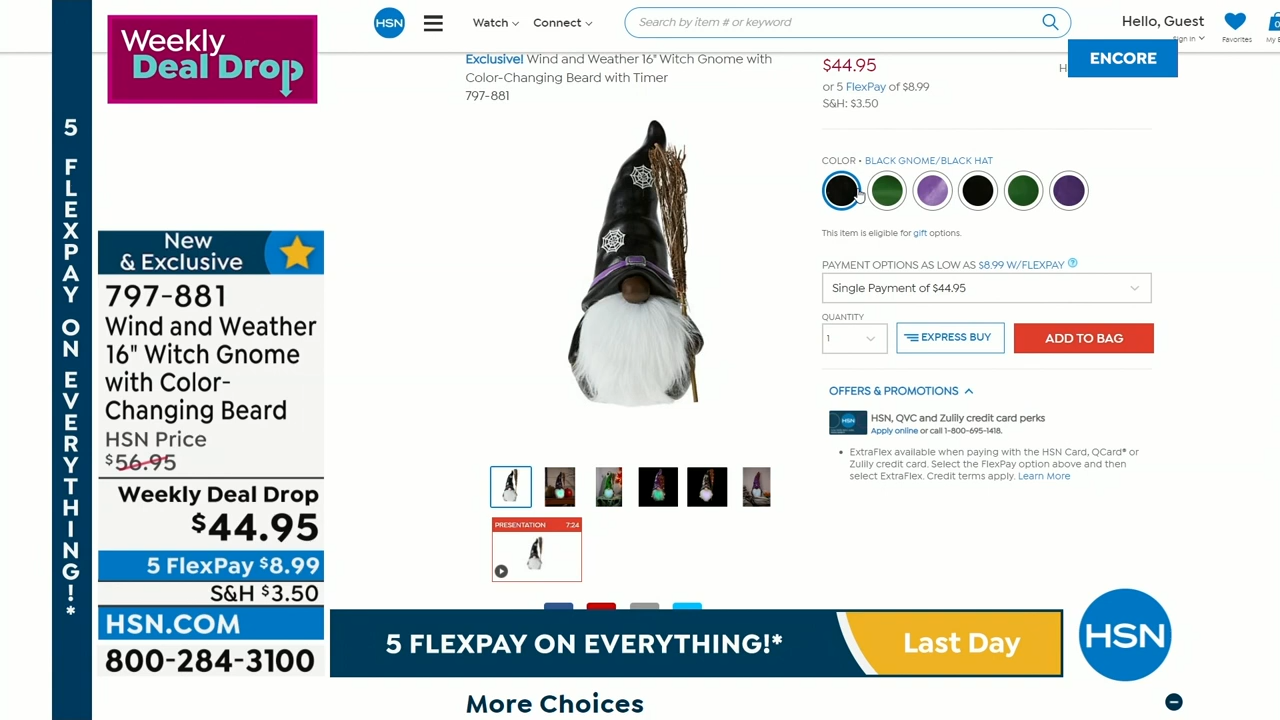 5 FLEXPAY ON EVERYTHING!*
Weekly
Deal Drop
New
& Exclusive
797-881
Wind and Weather
16" Witch Gnome
with Color-
Changing Beard
HSN Price
$56.95
Weekly Deal Drop
$44.95
5 FlexPay $8.99
S&H $3.50
HSN.COM
800-284-3100
HSN
Watch
Connect
Search by item # or keyword
Hello, Guest
Sign In
Favorites
ENCORE
Exclusive! Wind and Weather 16" Witch Gnome with
Color-Changing Beard with Timer
797-881
$44.95
or 5 FlexPay of $8.99
S&H: $3.50
COLOR • BLACK GNOME/BLACK HAT
This item is eligible for gift options.
PAYMENT OPTIONS AS LOW AS $8.99 W/FLEXPAY
Single Payment of $44.95
QUANTITY
1
EXPRESS BUY
ADD TO BAG
OFFERS & PROMOTIONS
HSN
HSN, QVC and Zulily credit card perks
Apply online or call 1-800-695-1418.
• ExtraFlex available when paying with the HSN Card, QCard® or
Zulily credit card. Select the FlexPay option above and then
select ExtraFlex. Credit terms apply. Learn More
PRESENTATION 7:24
5 FLEXPAY ON EVERYTHING!*
Last Day
HSN
More Choices